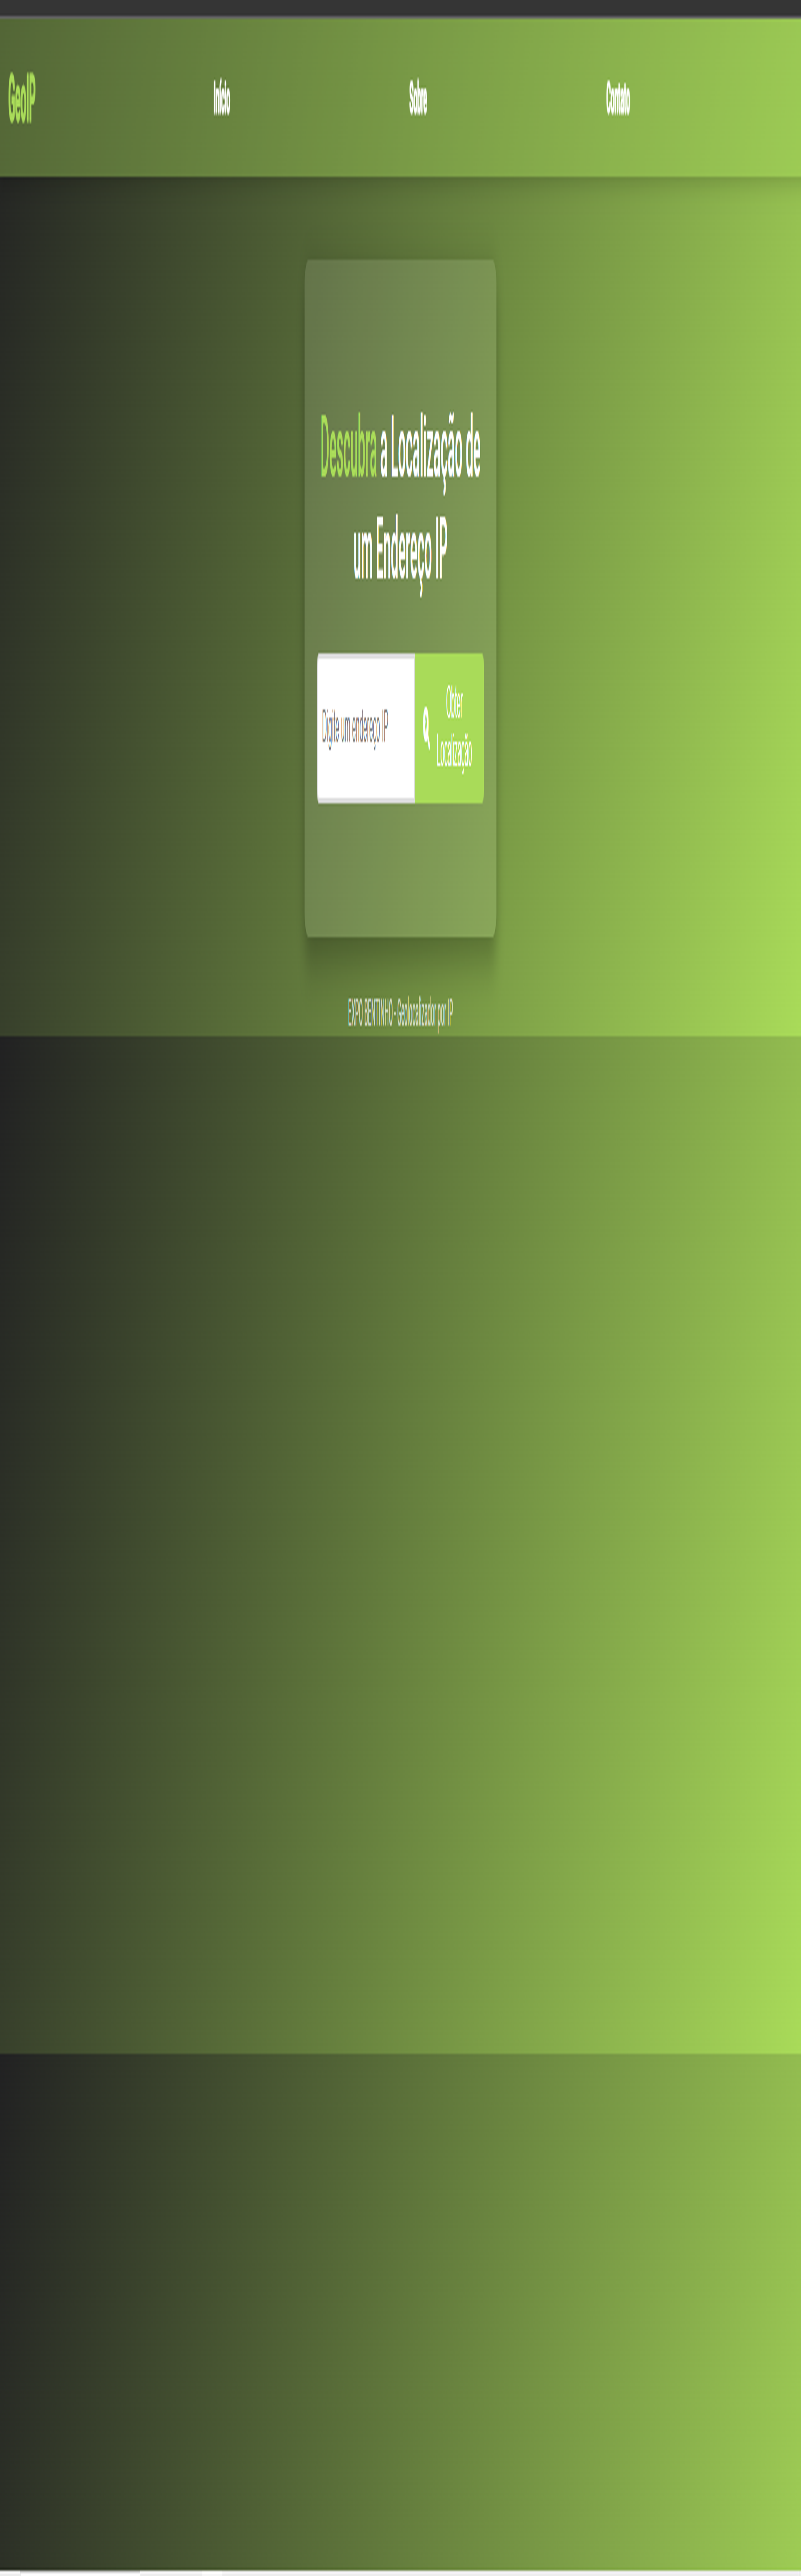 GeoIP
Início
Sobre
Contato
Descubra a Localização de
um Endereço IP
Digite um endereço IP
Obter
Localização
EXPO BENTINHO - Geolocalizador por IP